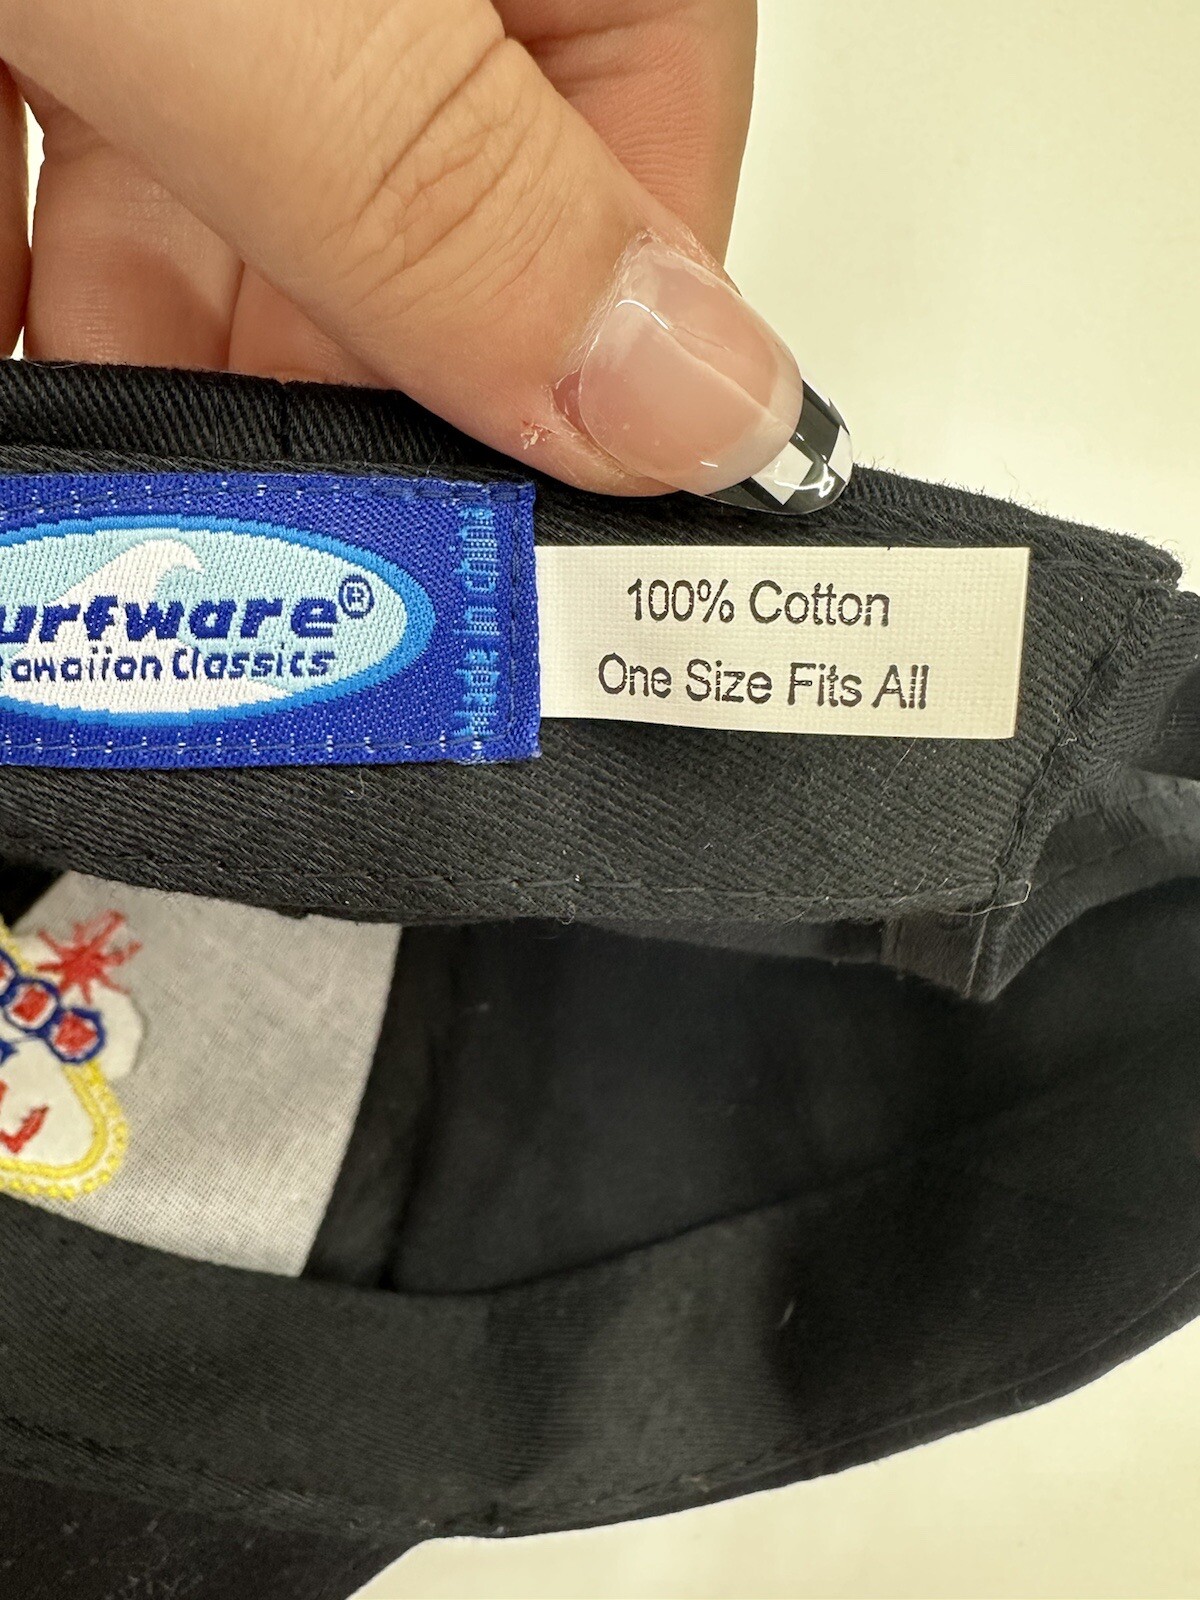 urfware®
awaiian Classics
Made in China
100% Cotton
One Size Fits All